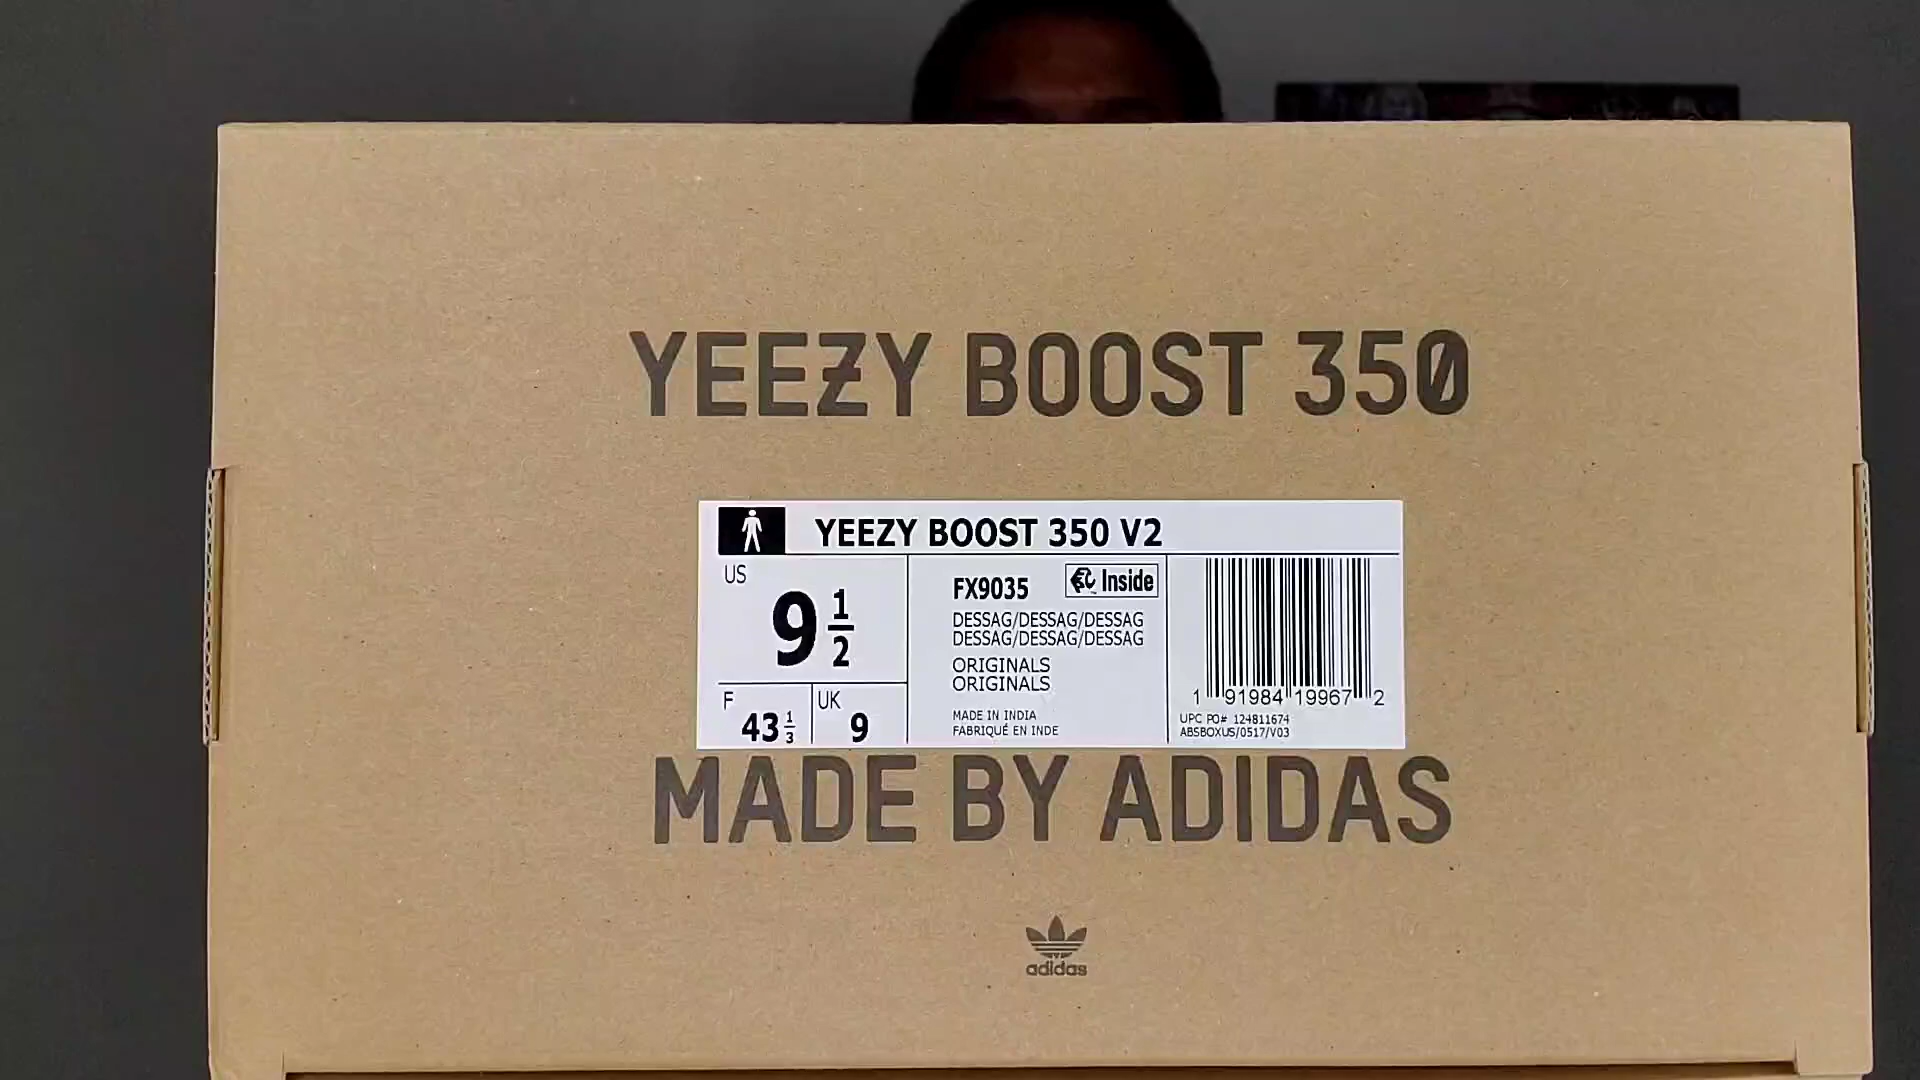 YEEZY BOOST 350
YEEZY BOOST 350 V2
US
9 1/2
F
43 1/3
UK
9
FX9035
Inside
DESSAG/DESSAG/DESSAG
DESSAG/DESSAG/DESSAG
ORIGINALS
ORIGINALS
MADE IN INDIA
FABRIQUÉ EN INDE
1 91984 19967 2
UPC PO# 124811674
ABSBOXUS/0517/V03
MADE BY ADIDAS
adidas